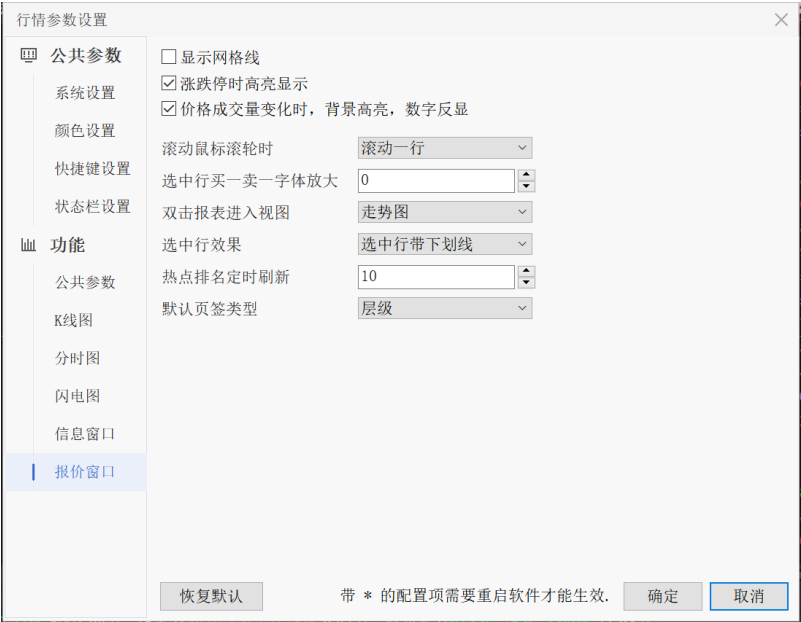 行情参数设置
公共参数
系统设置
颜色设置
快捷键设置
状态栏设置
功能
公共参数
K线图
分时图
闪电图
信息窗口
报价窗口
显示网格线
涨跌停时高亮显示
价格成交量变化时，背景高亮，数字反显
滚动鼠标滚轮时 滚动一行
选中行买一卖一字体放大 0
双击报表进入视图 走势图
选中行效果 选中行带下划线
热点排名定时刷新 10
默认页签类型 层级
恢复默认 带 * 的配置项需要重启软件才能生效. 确定 取消